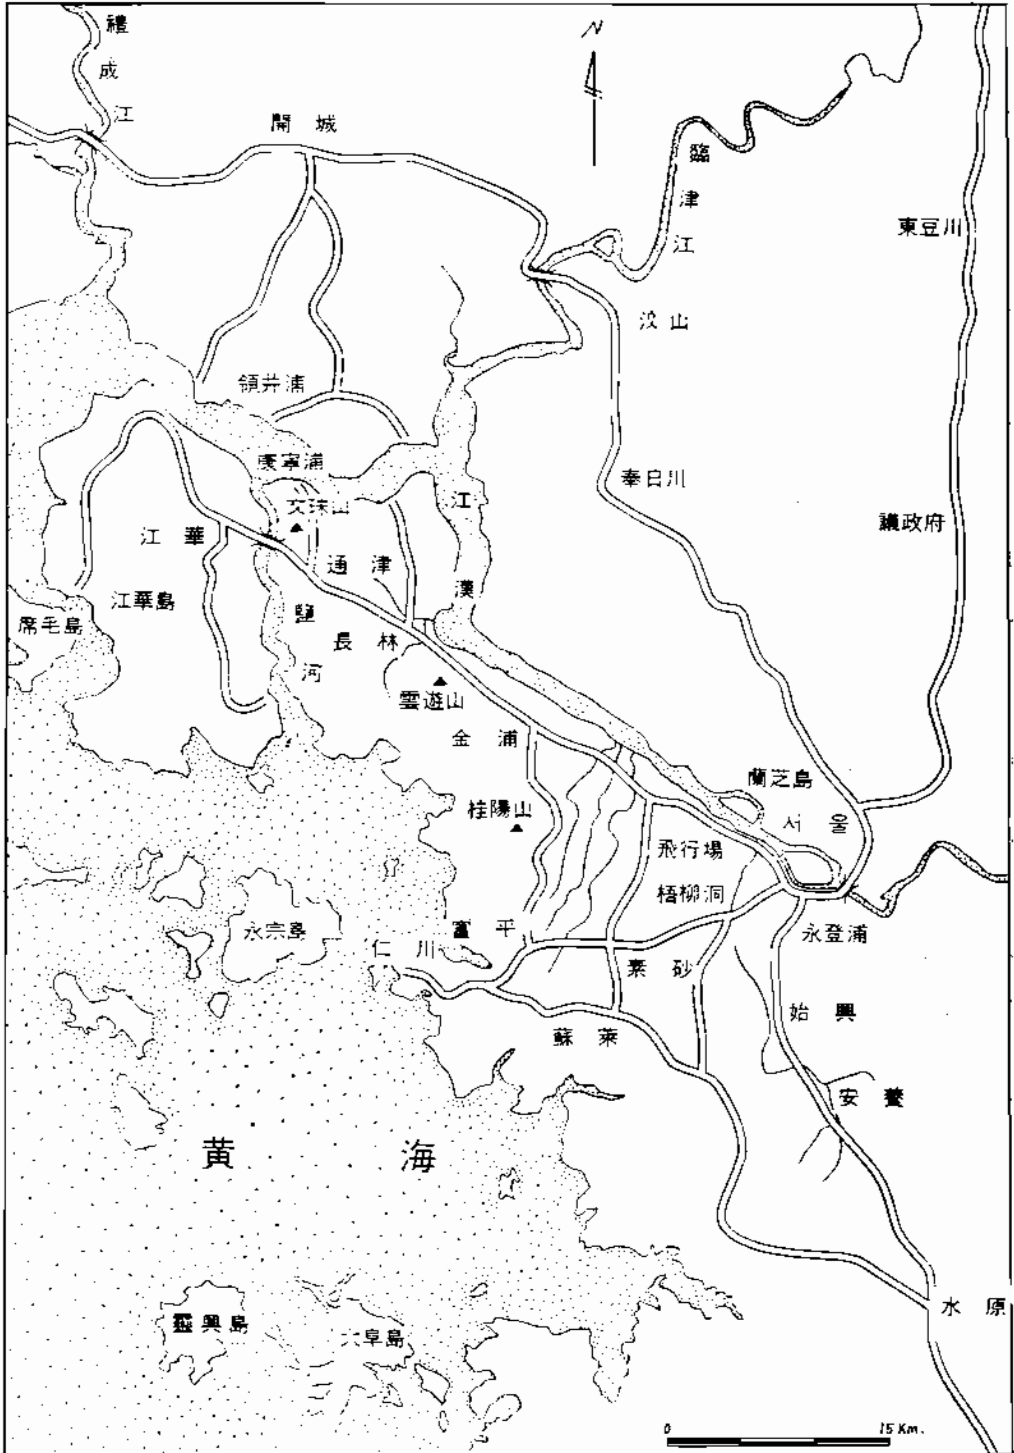 N
禮成江
開城
臨津江
東豆川
汶山
領井浦
康寧浦
文珠山
奉日川
議政府
江華
通津
漢江
江華島
鹽河
席毛島
長林
雲遊山
金浦
蘭芝島
서울
桂陽山
飛行場
梧柳洞
永宗島
富平
仁川
永登浦
素砂
始興
蘇萊
安養
黄海
靈興島
大阜島
水原
0 15 Km.